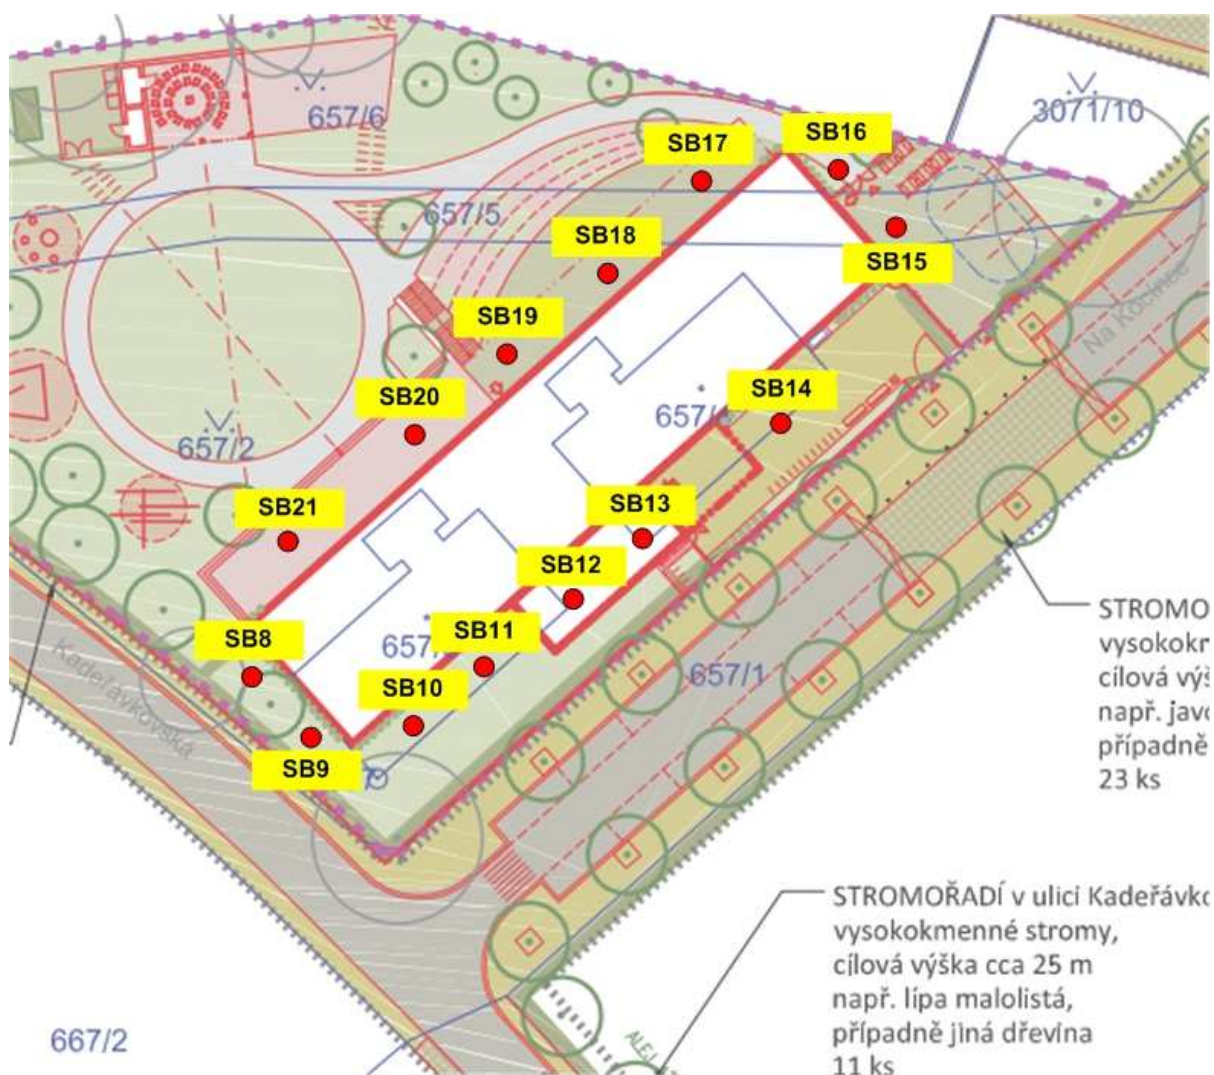 657/6
3071/10
SB16
SB17
657/5
SB18
SB15
SB19
Na Kocince
SB20
657/2
SB14
SB21
SB13
SB12
SB11
SB8
657/1
SB10
Kadeřávkovská
SB9
STROMO
vysokokr
cílová výš
např. javo
případně
23 ks
STROMOŘADÍ v ulici Kadeřávko
vysokokmenné stromy,
cílová výška cca 25 m
např. lípa malolistá,
případně jiná dřevina
11 ks
667/2